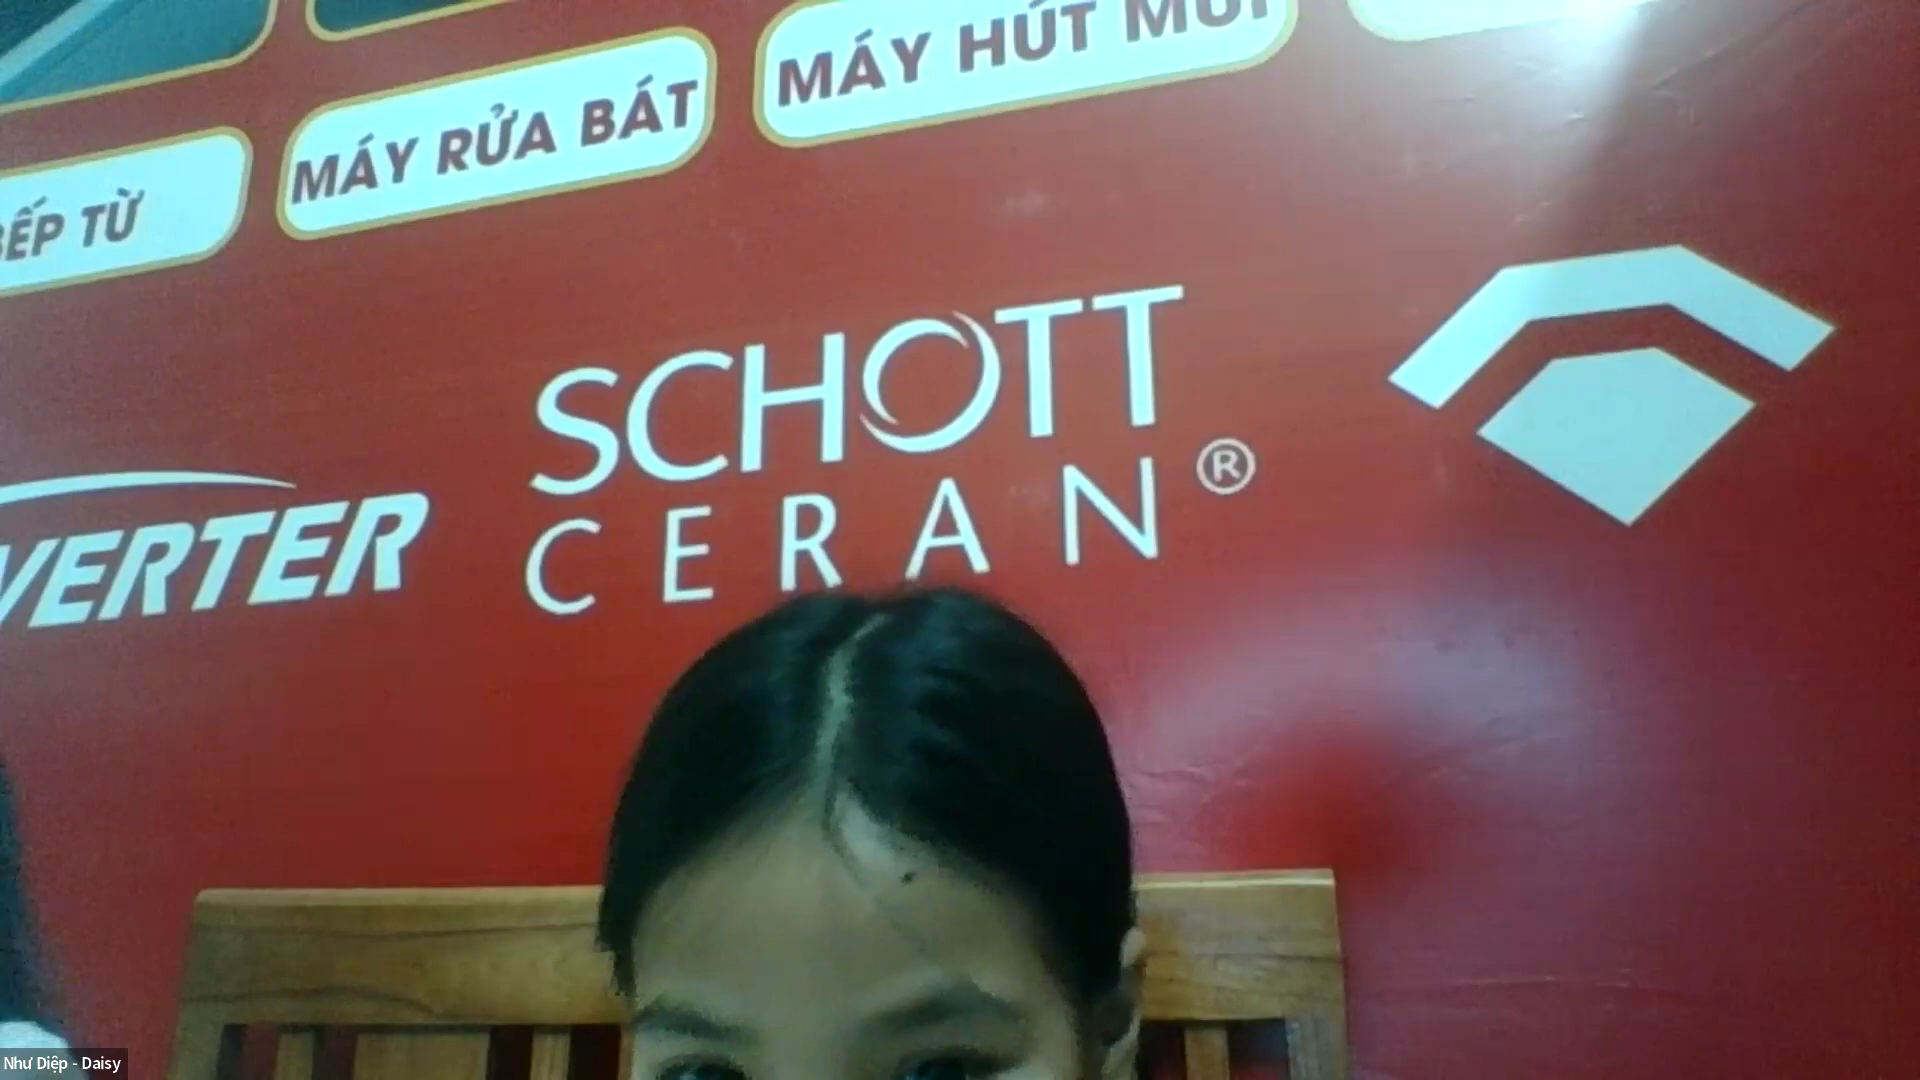 MÁY HÚT MÙI
MÁY RỬA BÁT
BẾP TỪ
SCHOTT
CERAN®
VERTER
Như Diệp - Daisy